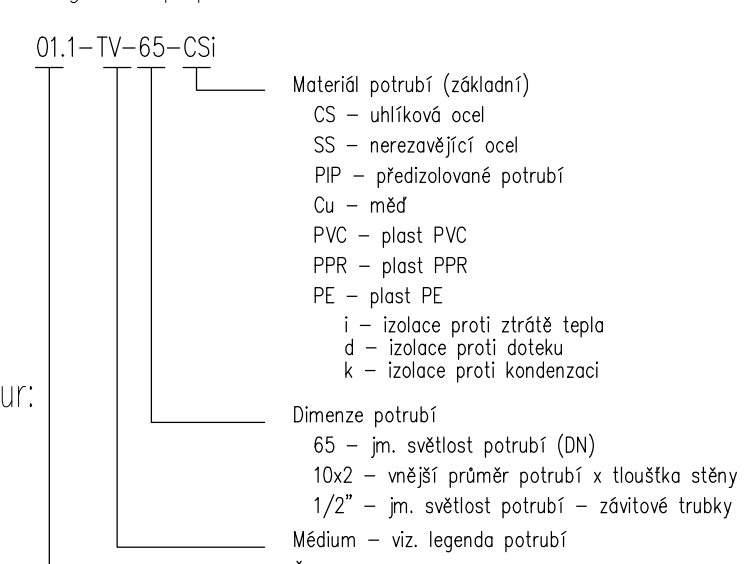 01.1-TV-65-CSi
Materiál potrubí (základní)
CS – uhlíková ocel
SS – nerezavějící ocel
PIP – předizolované potrubí
Cu – měď
PVC – plast PVC
PPR – plast PPR
PE – plast PE
i – izolace proti ztrátě tepla
d – izolace proti doteku
k – izolace proti kondenzaci
ur:
Dimenze potrubí
65 – jm. světlost potrubí (DN)
10x2 – vnější průměr potrubí x tloušťka stěny
1/2" – jm. světlost potrubí – závitové trubky
Médium – viz. legenda potrubí